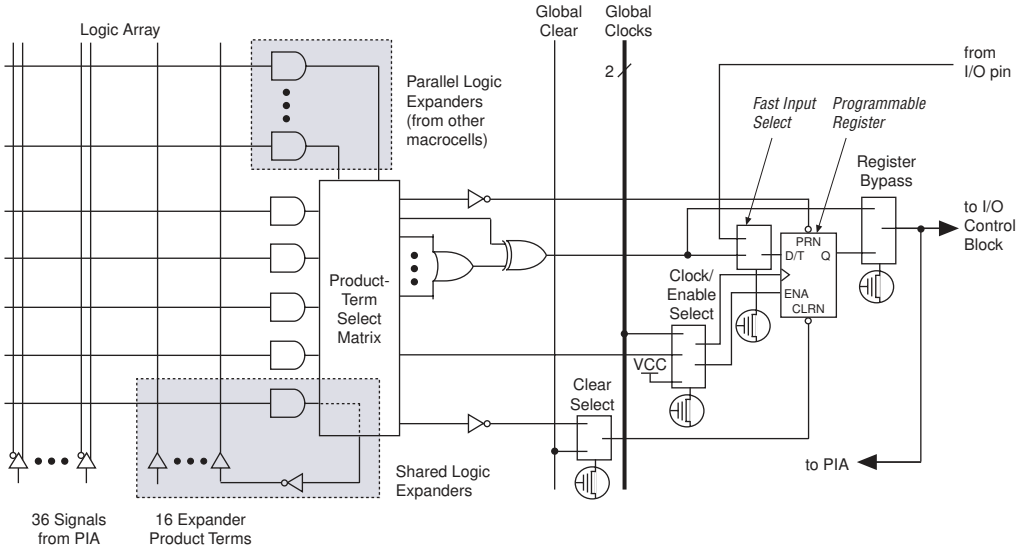 Logic Array
Global
Clear
Global
Clocks
2
from
I/O pin
Parallel Logic
Expanders
(from other
macrocells)
Fast Input
Select
Programmable
Register
Register
Bypass
to I/O
Control
Block
PRN
D/T
Q
ENA
CLRN
Clock/
Enable
Select
Product-
Term
Select
Matrix
VCC
Clear
Select
Shared Logic
Expanders
to PIA
36 Signals
from PIA
16 Expander
Product Terms